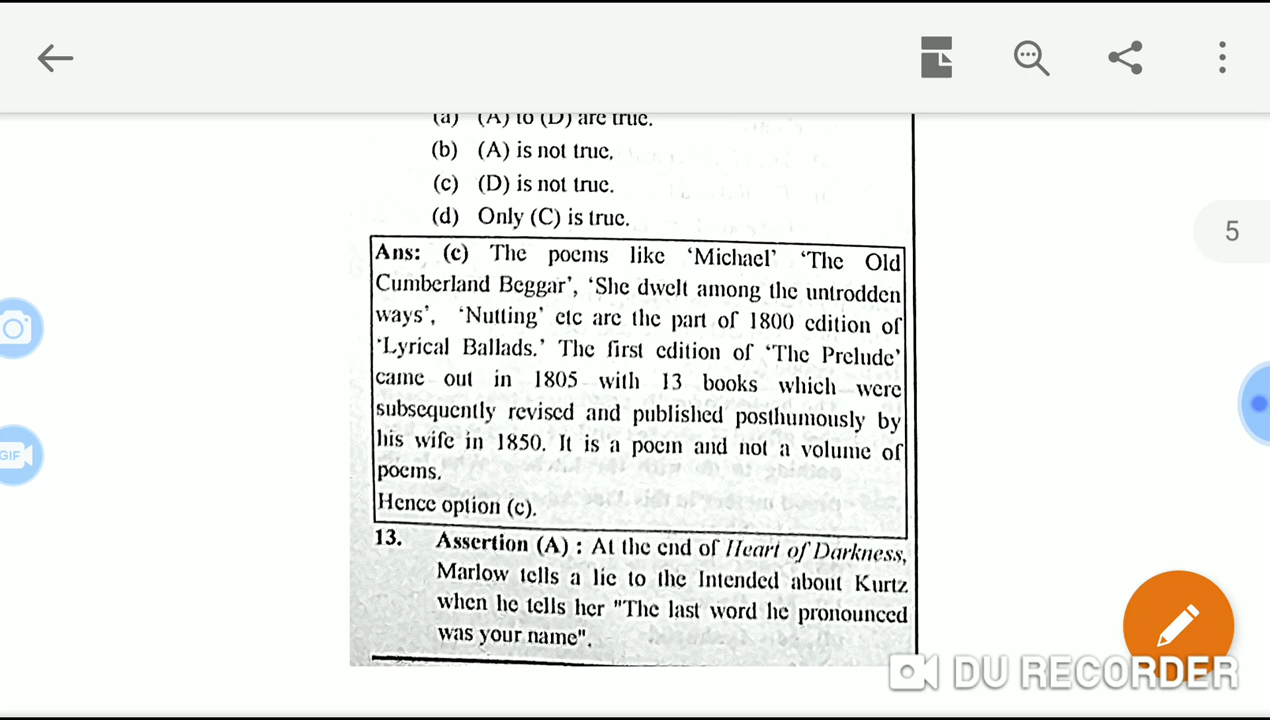 (a) (A) to (D) are true.
(b) (A) is not true.
(c) (D) is not true.
(d) Only (C) is true.
5
Ans: (c) The poems like ‘Michael’ ‘The Old
Cumberland Beggar’, ‘She dwelt among the untrodden
ways’, ‘Nutting’ etc are the part of 1800 edition of
‘Lyrical Ballads.’ The first edition of ‘The Prelude’
came out in 1805 with 13 books which were
subsequently revised and published posthumously by
his wife in 1850. It is a poem and not a volume of
poems.
Hence option (c).
GIF
13. Assertion (A) : At the end of Heart of Darkness,
Marlow tells a lie to the Intended about Kurtz
when he tells her "The last word he pronounced
was your name".
DU RECORDER